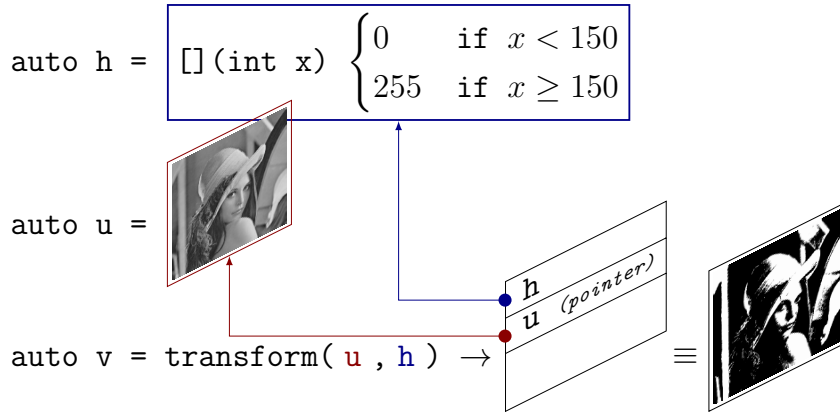 auto h = [](int x) { 0 if x < 150
255 if x ≥ 150
auto u =
h
u (pointer)
auto v = transform( u , h ) → ≡